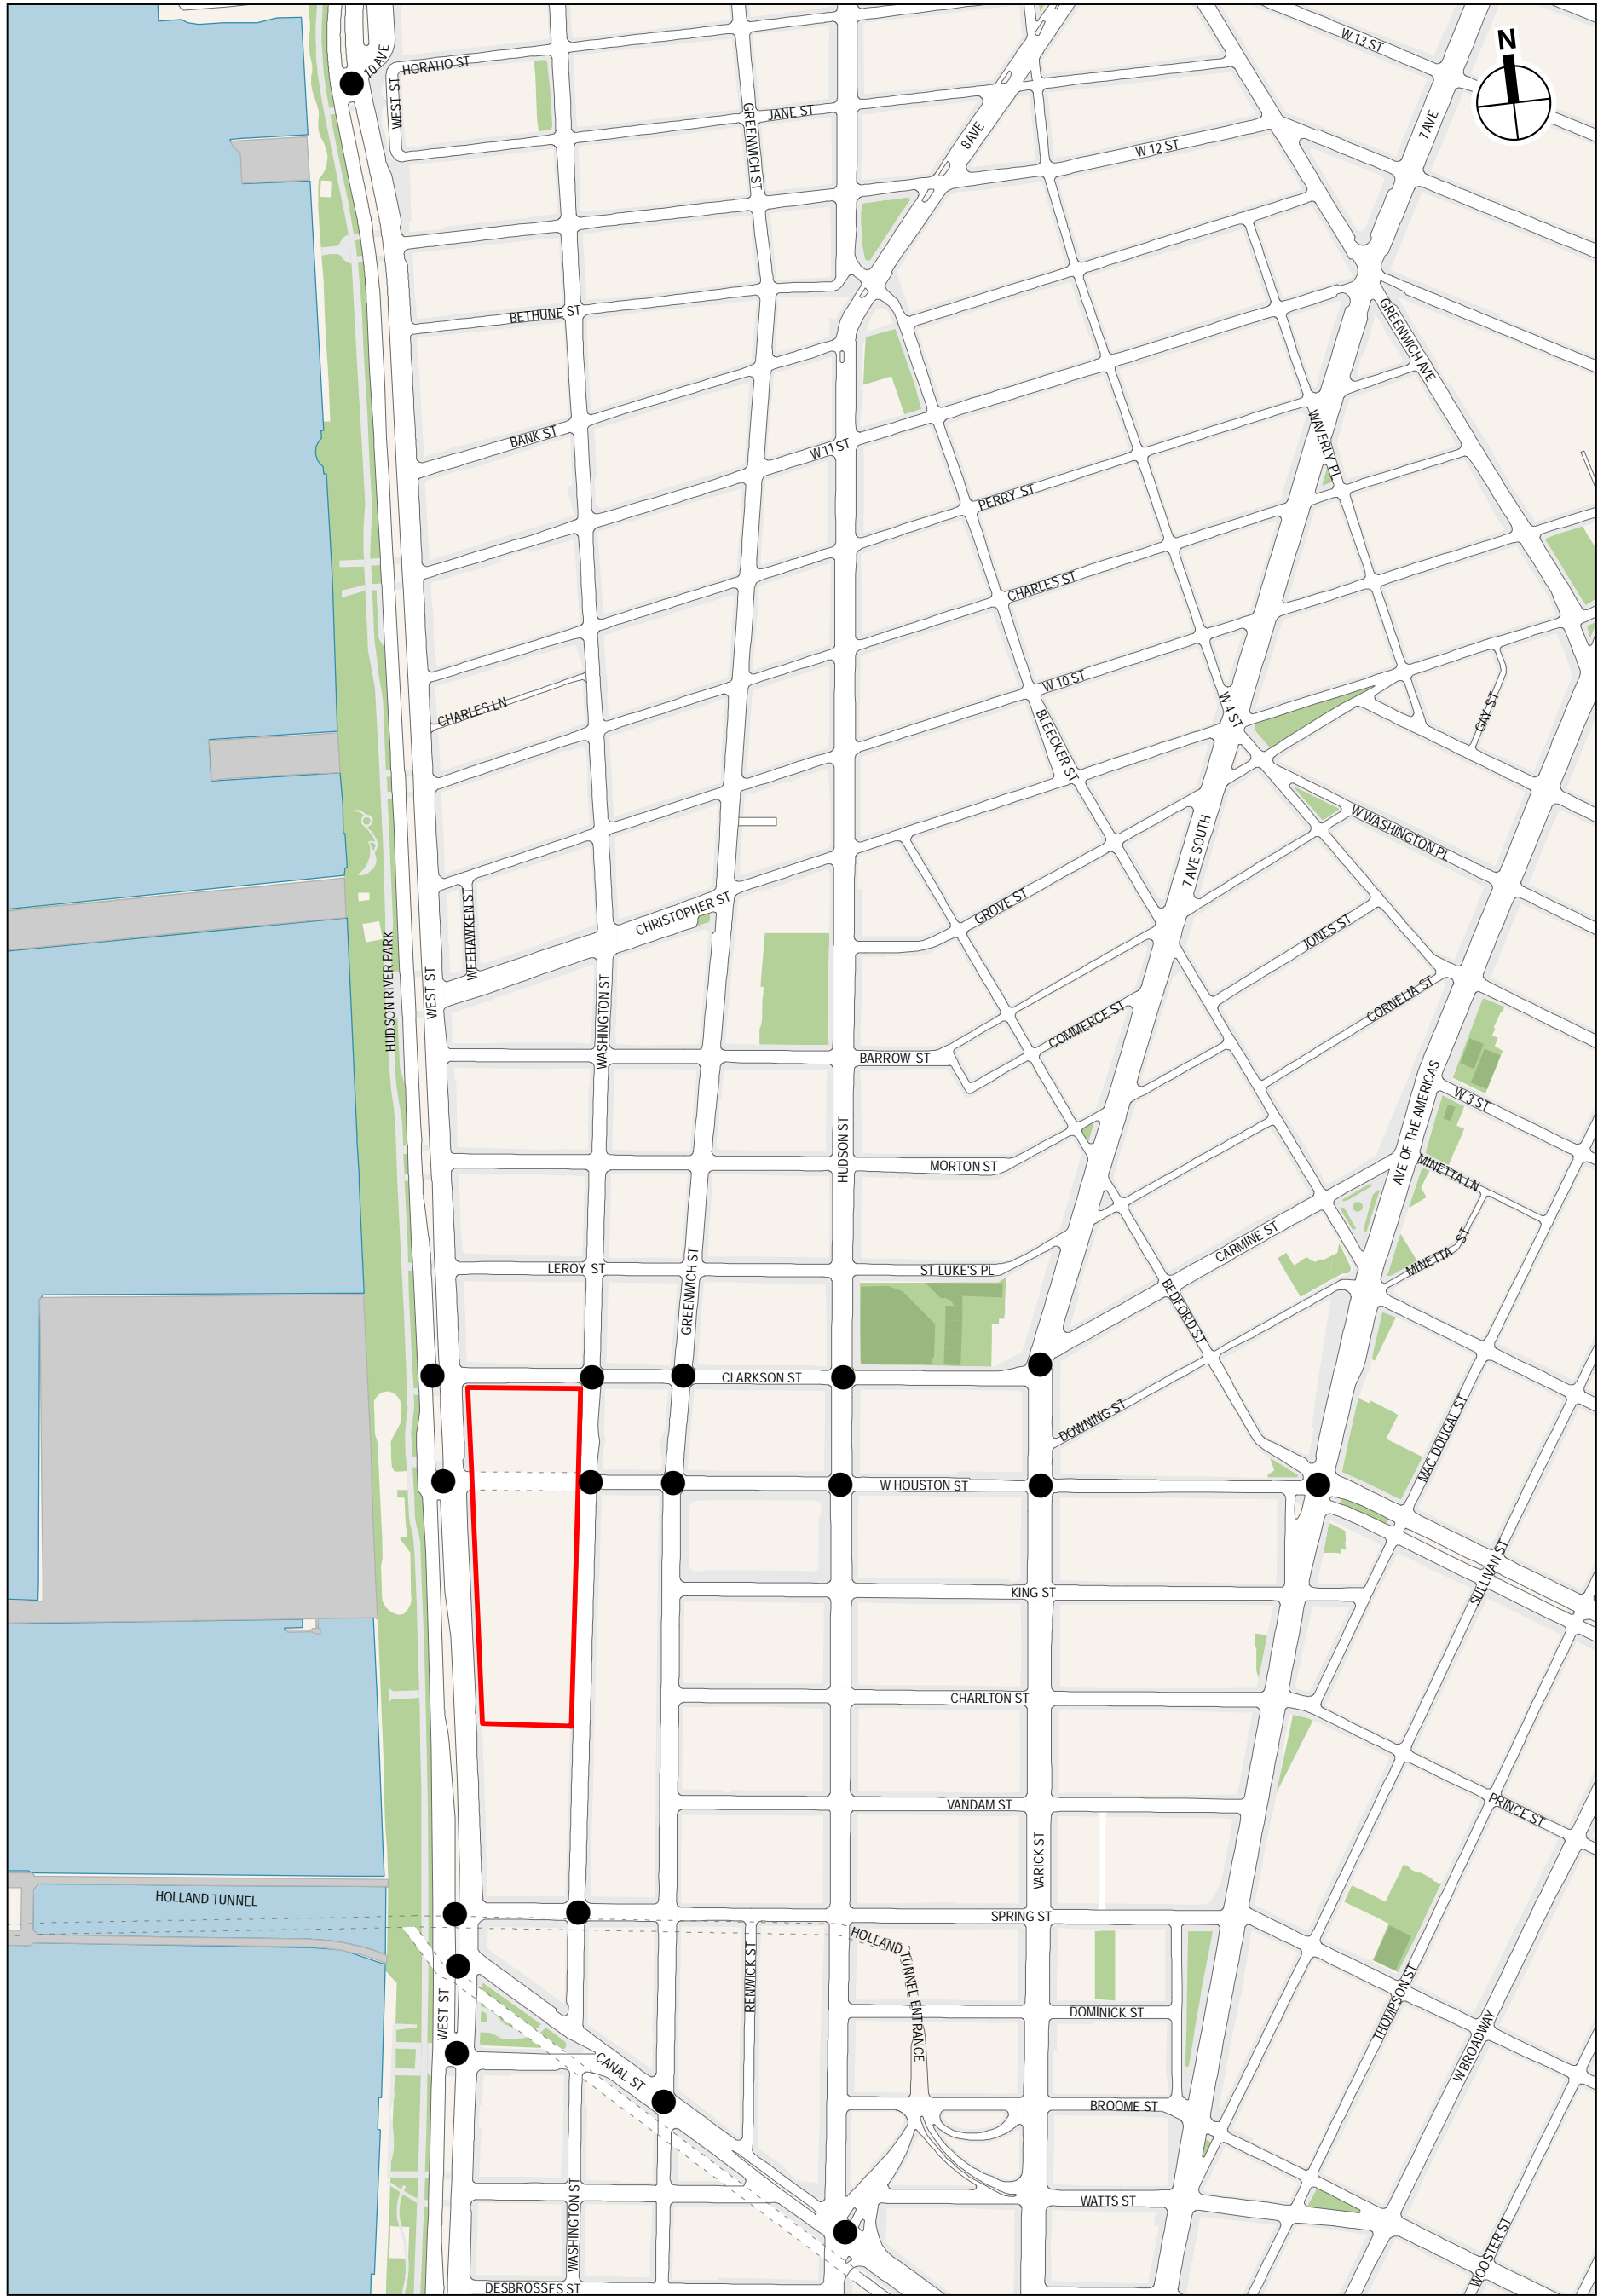 N
W 13 ST
10 AVE
HORATIO ST
WEST ST
GREENWICH ST
JANE ST
8AVE
7 AVE
W 12 ST
BETHUNE ST
GREENWICH AVE
BANK ST
W 11 ST
WAVERLY PL
PERRY ST
CHARLES ST
W 10 ST
CHARLES LN
BLEECKER ST
W 4 ST
GAY ST
W WASHINGTON PL
7 AVE SOUTH
GROVE ST
CHRISTOPHER ST
WEEHAWKEN ST
JONES ST
HUDSON RIVER PARK
WEST ST
WASHINGTON ST
CORNELIA ST
COMMERCE ST
BARROW ST
AVE OF THE AMERICAS
W 3 ST
HUDSON ST
MORTON ST
MINETTA LN
CARMINE ST
MINETTA ST
LEROY ST
ST LUKE'S PL
GREENWICH ST
BEDFORD ST
CLARKSON ST
DOWNING ST
MAC DOUGAL ST
W HOUSTON ST
SULLIVAN ST
KING ST
CHARLTON ST
VANDAM ST
PRINCE ST
VARICK ST
HOLLAND TUNNEL
SPRING ST
HOLLAND TUNNEL ENTRANCE
RENWICK ST
WEST ST
DOMINICK ST
THOMPSON ST
W BROADWAY
CANAL ST
BROOME ST
WATTS ST
WASHINGTON ST
WOOSTER ST
DESBROSSES ST